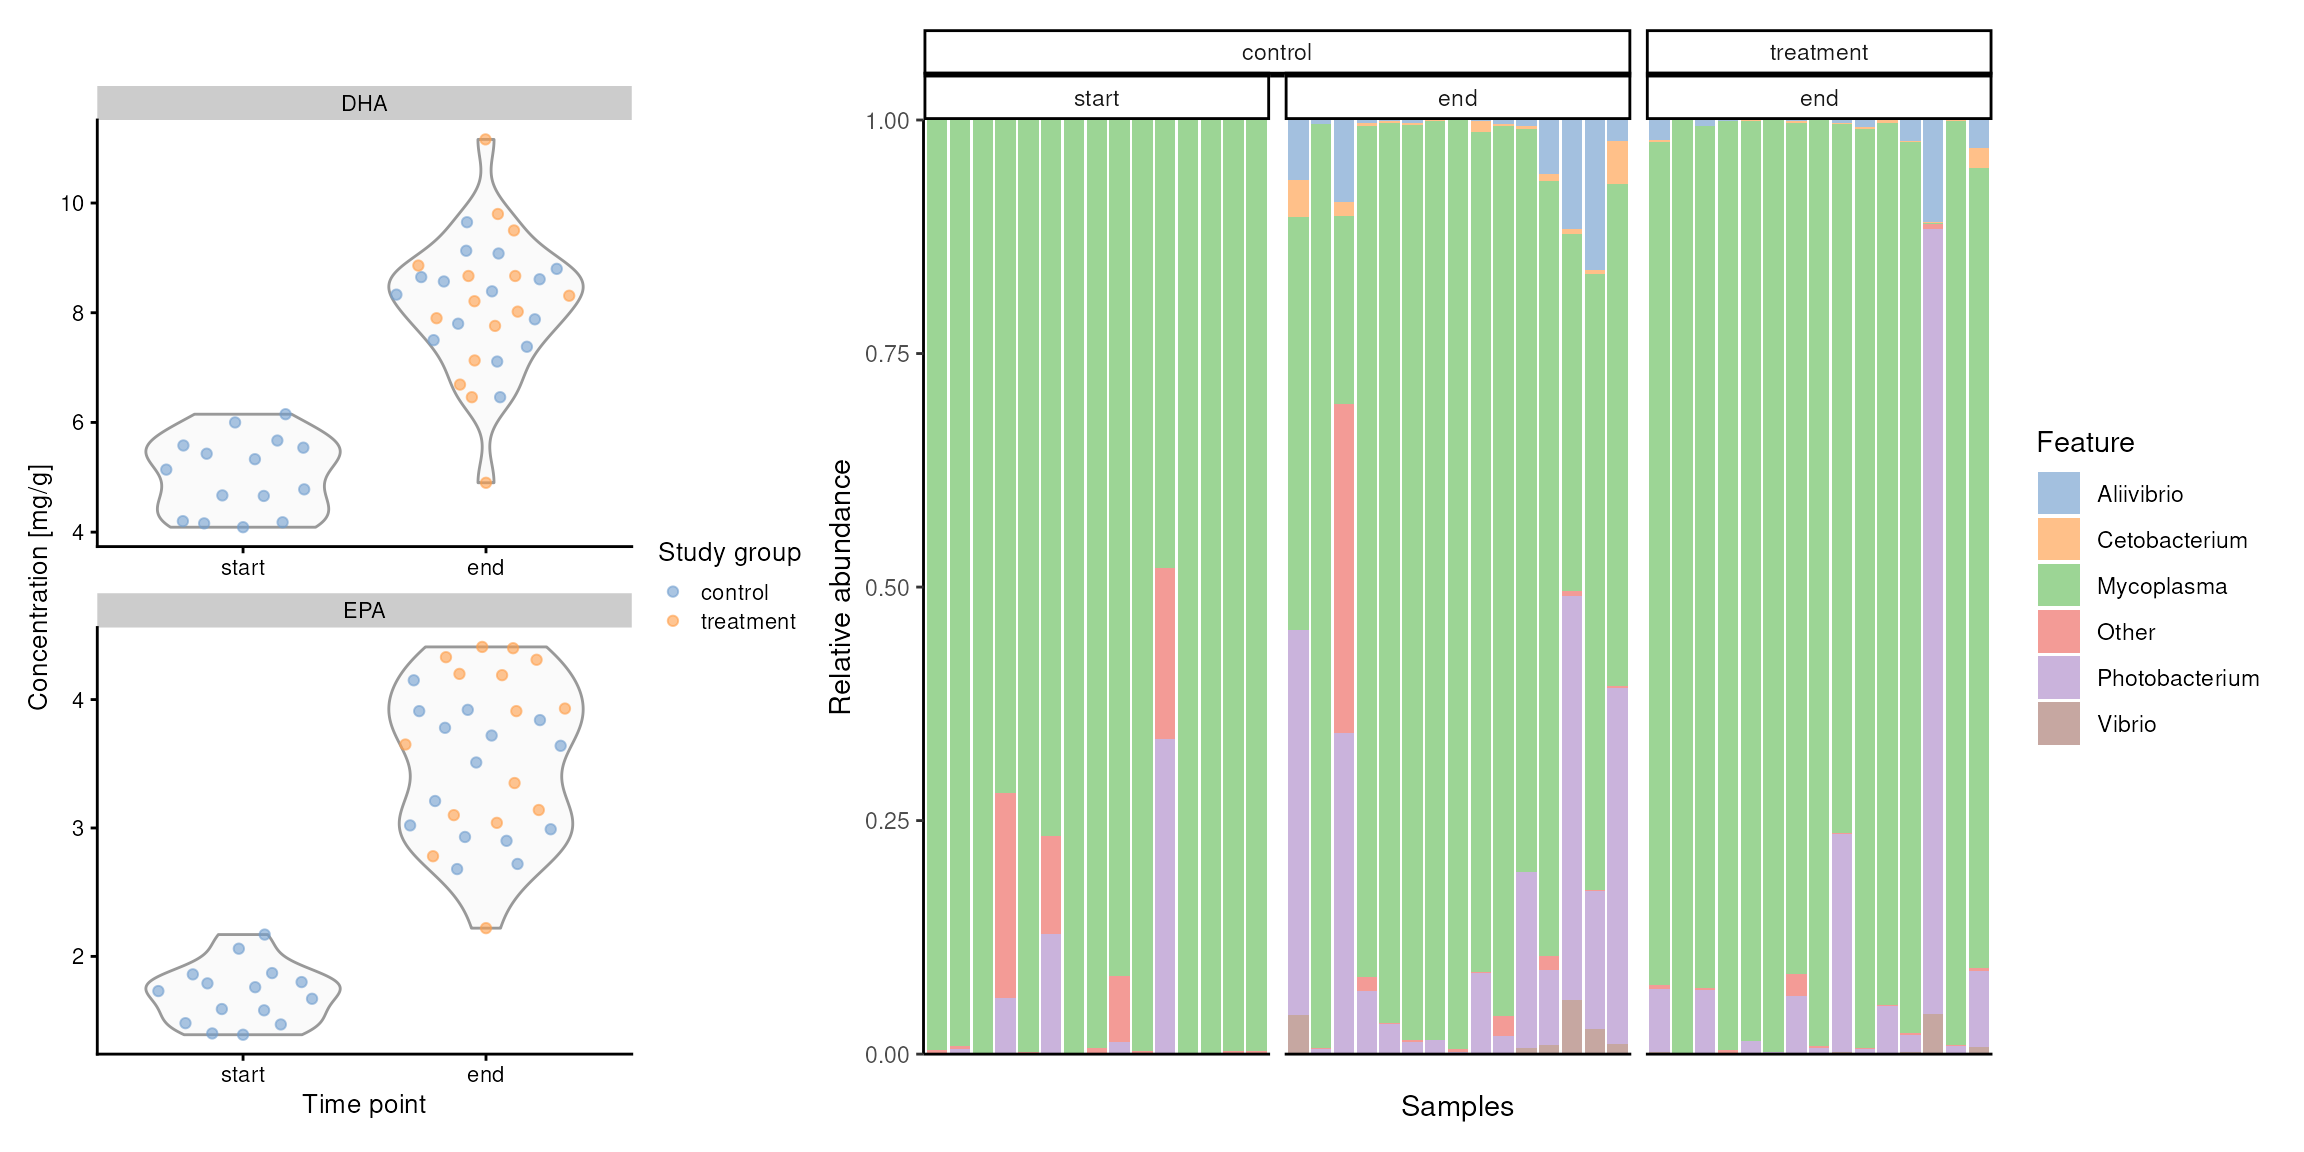 DHA
10
8
6
4
start end
EPA
4
3
2
start end
Time point
Concentration [mg/g]
Study group
control
treatment
control treatment
start end end
1.00
0.75
0.50
0.25
0.00
Relative abundance
Samples
Feature
Aliivibrio
Cetobacterium
Mycoplasma
Other
Photobacterium
Vibrio